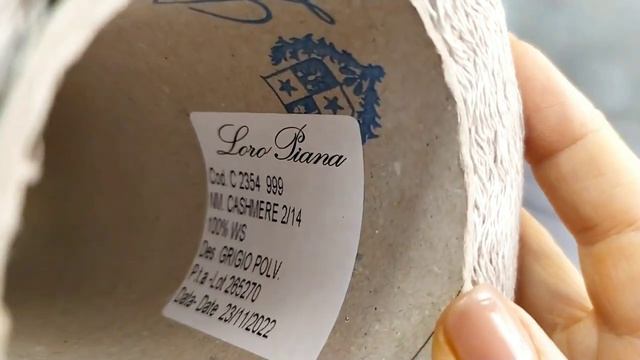 Loro Piana
Cod. C 2354 999
NM. CASHMERE 2/14
100% WS
Des GRIGIO POLV.
P.ta -Lot 265270
Data- Date 23/11/2022